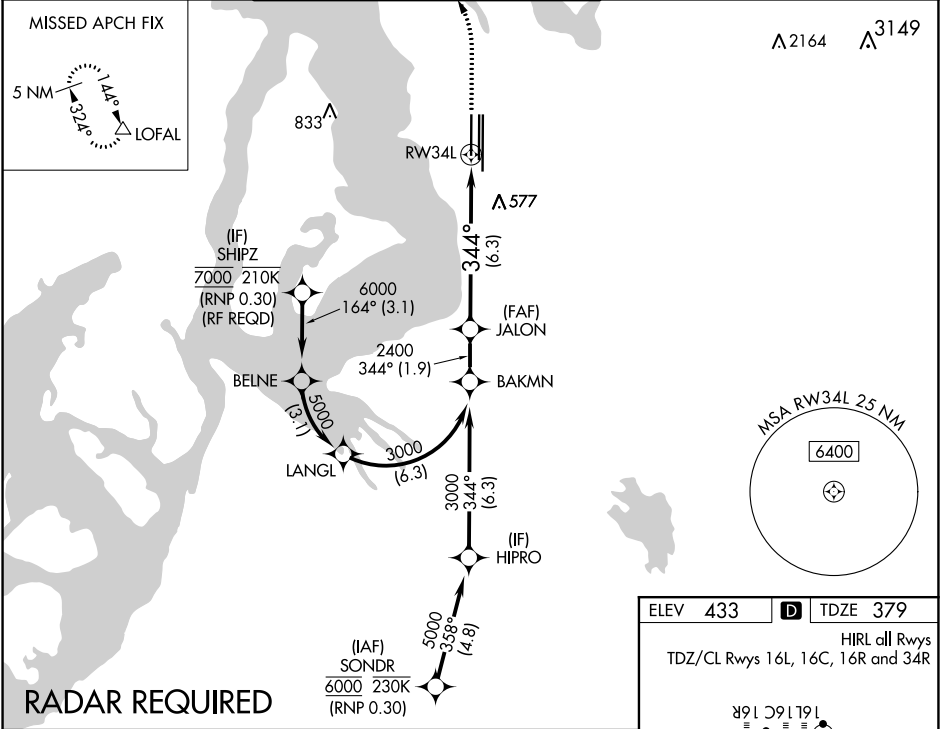 MISSED APCH FIX
5 NM
144°
324°
LOFAL
2164
3149
833
RW34L
577
(IF)
SHIPZ
7000 210K
(RNP 0.30)
(RF REQD)
6000
164° (3.1)
344°
(6.3)
(FAF)
JALON
2400
344° (1.9)
BELNE
BAKMN
5000
(3.1)
LANGL
3000
(6.3)
3000
344°
(6.3)
MSA RW34L 25 NM
6400
(IF)
HIPRO
5000
358°
(4.8)
(IAF)
SONDR
6000 230K
(RNP 0.30)
RADAR REQUIRED
ELEV 433 D TDZE 379
HIRL all Rwys
TDZ/CL Rwys 16L, 16C, 16R and 34R
16R 16C 16L